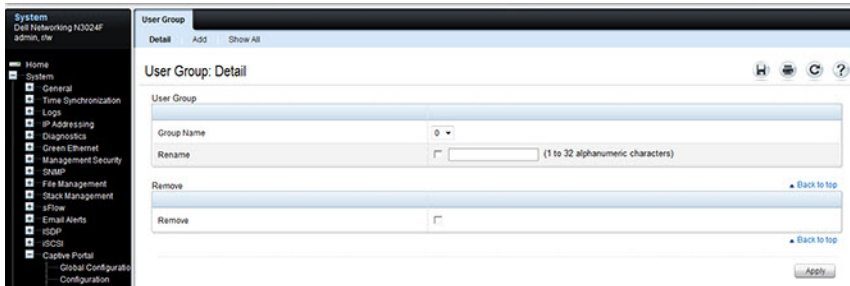 System
Dell Networking N3024F
admin, r/w
Home
System
General
Time Synchronization
Logs
IP Addressing
Diagnostics
Green Ethernet
Management Security
SNMP
File Management
Stack Management
sFlow
Email Alerts
ISDP
iSCSI
Captive Portal
Global Configuratio
Configuration
User Group
Detail Add Show All
User Group: Detail
User Group
Group Name 0
Rename (1 to 32 alphanumeric characters)
Remove Back to top
Remove
Back to top
Apply